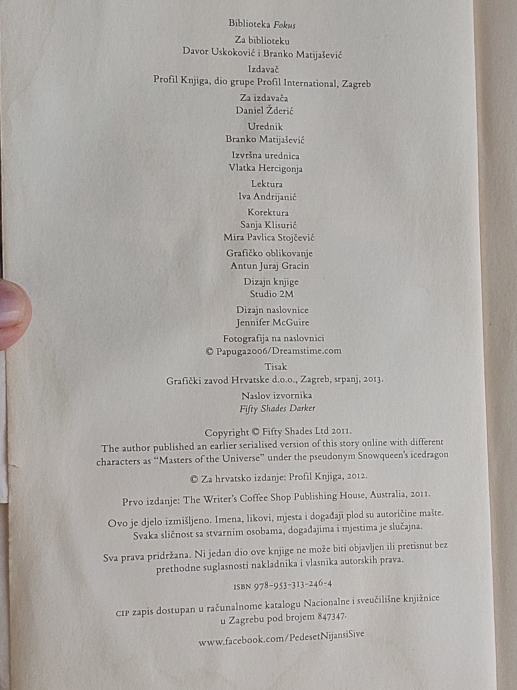 Biblioteka Fokus
Za biblioteku
Davor Uskoković i Branko Matijašević
Izdavač
Profil Knjiga, dio grupe Profil International, Zagreb
Za izdavača
Daniel Žderić
Urednik
Branko Matijašević
Izvršna urednica
Vlatka Hercigonja
Lektura
Iva Andrijanić
Korektura
Sanja Klisurić
Mira Pavlica Stojčević
Grafičko oblikovanje
Antun Juraj Gracin
Dizajn knjige
Studio 2M
Dizajn naslovnice
Jennifer McGuire
Fotografija na naslovnici
© Papuga2006/Dreamstime.com
Tisak
Grafički zavod Hrvatske d.o.o., Zagreb, srpanj, 2013.
Naslov izvornika
Fifty Shades Darker
Copyright © Fifty Shades Ltd 2011.
The author published an earlier serialised version of this story online with different
characters as “Masters of the Universe” under the pseudonym Snowqueen’s icedragon
© Za hrvatsko izdanje: Profil Knjiga, 2012.
Prvo izdanje: The Writer’s Coffee Shop Publishing House, Australia, 2011.
Ovo je djelo izmišljeno. Imena, likovi, mjesta i događaji plod su autoričine mašte.
Svaka sličnost sa stvarnim osobama, događajima i mjestima je slučajna.
Sva prava pridržana. Ni jedan dio ove knjige ne može biti objavljen ili pretisnut bez
prethodne suglasnosti nakladnika i vlasnika autorskih prava.
ISBN 978-953-313-246-4
CIP zapis dostupan u računalnome katalogu Nacionalne i sveučilišne knjižnice
u Zagrebu pod brojem 847347.
www.facebook.com/PedesetNijansiSive